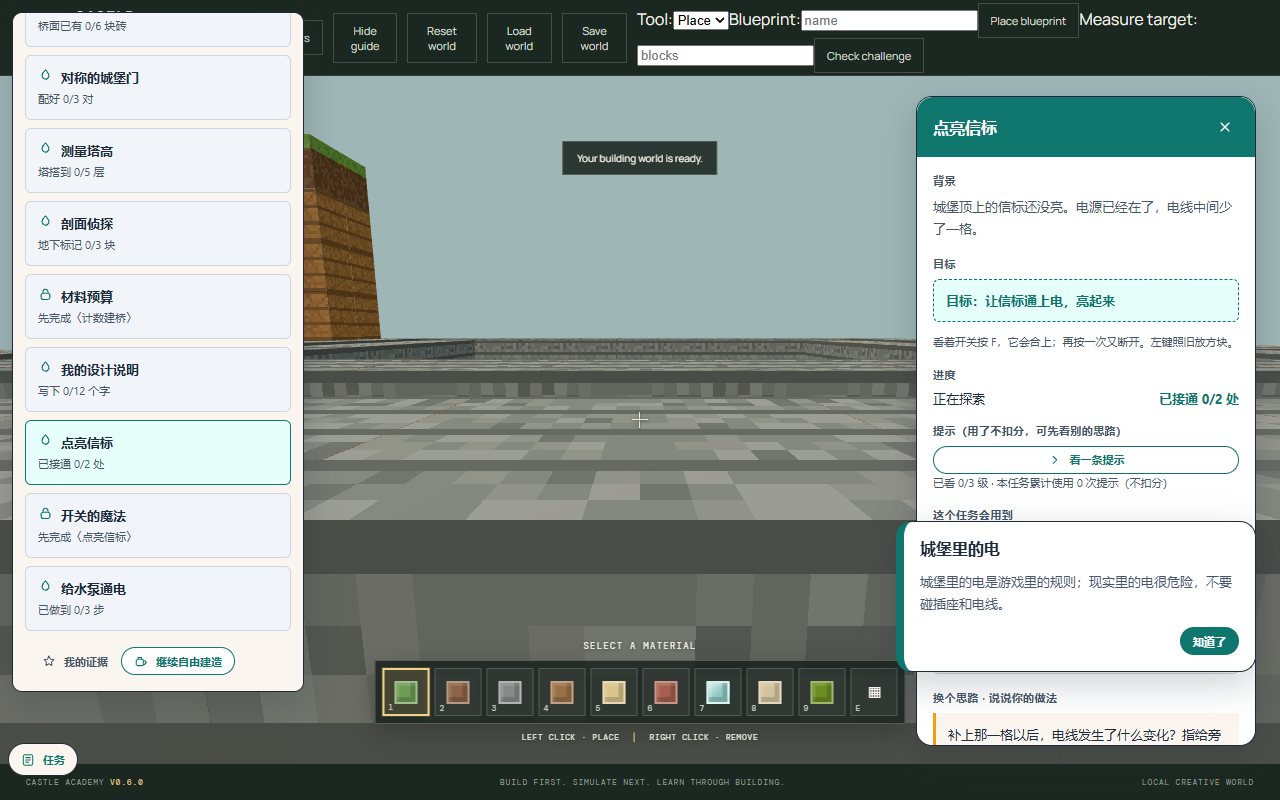 桥面已有 0/6 块砖
对称的城堡门
配好 0/3 对
测量塔高
塔搭到 0/5 层
剖面侦探
地下标记 0/3 块
材料预算
先完成〈计数建桥〉
我的设计说明
写下 0/12 个字
点亮信标
已接通 0/2 处
开关的魔法
先完成〈点亮信标〉
给水泵通电
已做到 0/3 步
我的证据
继续自由建造
任务
s
Hide guide
Reset world
Load world
Save world
Tool: Place
Blueprint: name
Place blueprint
Measure target:
blocks
Check challenge
Your building world is ready.
点亮信标
背景
城堡顶上的信标还没亮。电源已经在了，电线中间少
了一格。
目标
目标：让信标通上电，亮起来
看着开关按 F，它会合上；再按一次又断开。左键照旧放方块。
进度
正在探索
已接通 0/2 处
提示（用了不扣分，可先看别的思路）
看一条提示
已看 0/3 级 · 本任务累计使用 0 次提示（不扣分）
这个任务会用到
城堡里的电
城堡里的电是游戏里的规则；现实里的电很危险，不要
碰插座和电线。
知道了
换个思路 · 说说你的做法
补上那一格以后，电线发生了什么变化？指给旁
SELECT A MATERIAL
1
2
3
4
5
6
7
8
9
E
LEFT CLICK · PLACE | RIGHT CLICK · REMOVE
CASTLE ACADEMY V0.6.0
BUILD FIRST. SIMULATE NEXT. LEARN THROUGH BUILDING.
LOCAL CREATIVE WORLD